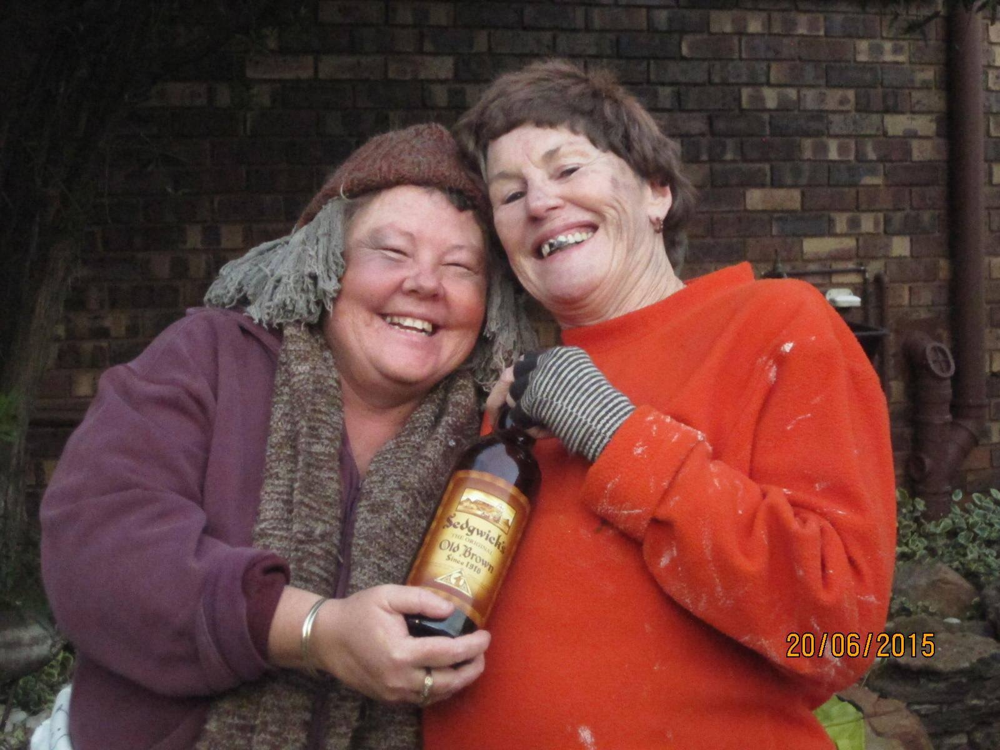 Sedgwick's
THE ORIGINAL
Old Brown
Since 1916
20/06/2015